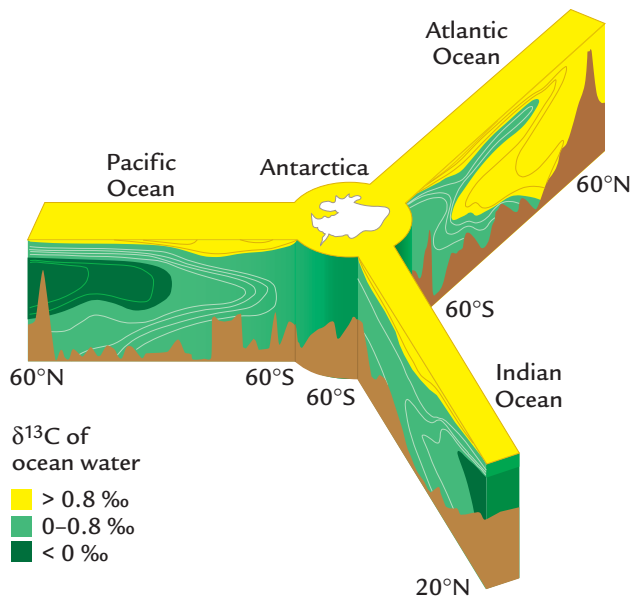 Atlantic
Ocean
Pacific
Ocean
Antarctica
60°N
60°S
60°N
60°S
60°S
Indian
Ocean
δ¹³C of
ocean water
> 0.8 ‰
0–0.8 ‰
< 0 ‰
20°N